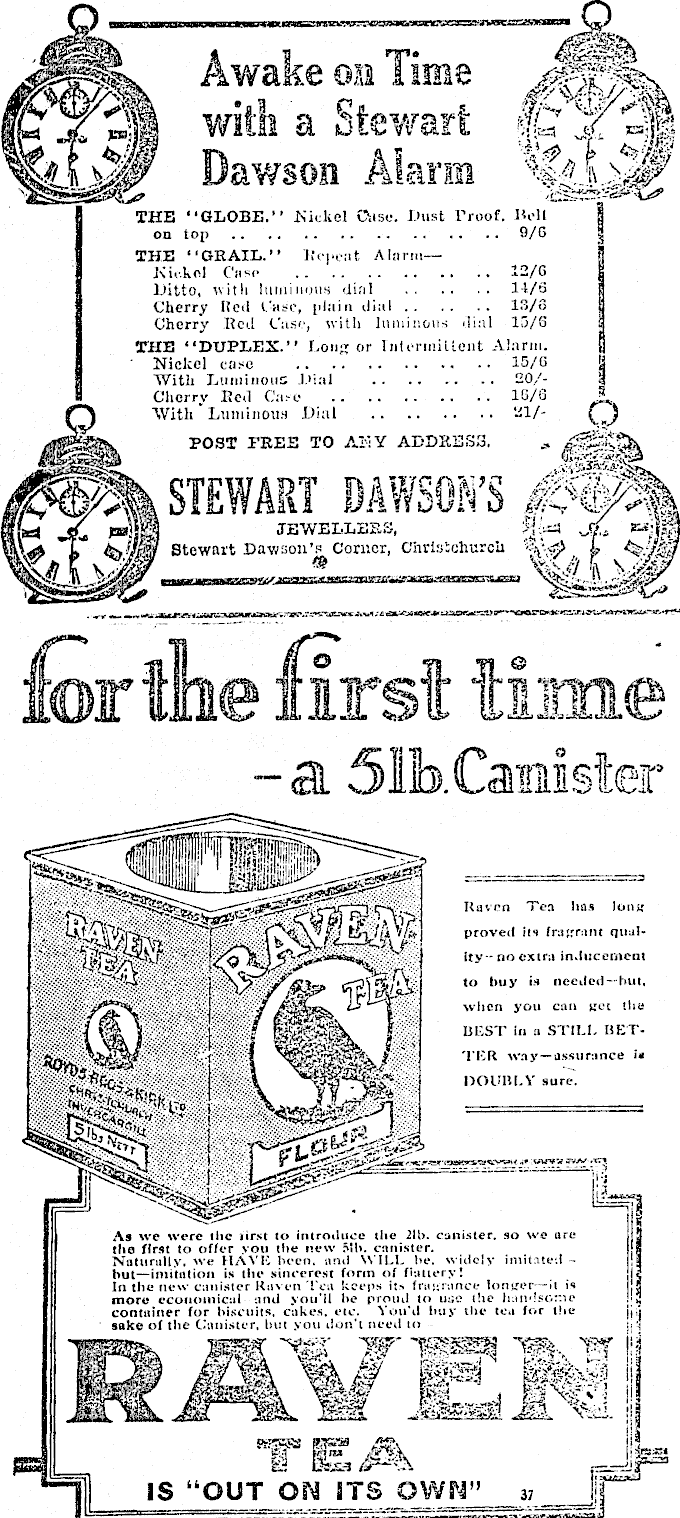 Awake on Time
with a Stewart
Dawson Alarm
THE "GLOBE." Nickel Case. Dust Proof. Bell
on top .. .. .. .. .. .. .. .. 9/6
THE "GRAIL." Repeat Alarm—
Nickel Case .. .. .. .. .. .. 12/6
Ditto, with luminous dial .. .. .. 14/6
Cherry Red Case, plain dial .. .. .. 13/6
Cherry Red Case, with luminous dial 15/6
THE "DUPLEX." Long or Intermittent Alarm.
Nickel case .. .. .. .. .. .. 15/6
With Luminous Dial .. .. .. .. 20/-
Cherry Red Case .. .. .. .. .. 16/6
With Luminous Dial .. .. .. .. 21/-
POST FREE TO ANY ADDRESS.
STEWART DAWSON'S
JEWELLERS,
Stewart Dawson's Corner, Christchurch
for the first time
-a 5lb. Canister
RAVEN
TEA
ROYDS BROS & KIRK LTD
CHRISTCHURCH
INVERCARGILL
5lbs NETT
RAVEN
TEA
FLOUR
Raven Tea has long
proved its fragrant qual-
ity—no extra inducement
to buy is needed—but,
when you can get the
BEST in a STILL BET-
TER way—assurance is
DOUBLY sure.
As we were the first to introduce the 2lb. canister, so we are
the first to offer you the new 5lb. canister.
Naturally, we HAVE been, and WILL be, widely imitated-
but—imitation is the sincerest form of flattery!
In the new canister Raven Tea keeps its fragrance longer—it is
more economical and you'll be proud to use the handsome
container for biscuits, cakes, etc. You'd buy the tea for the
sake of the Canister, but you don't need to
RAVEN
TEA
IS "OUT ON ITS OWN" 37